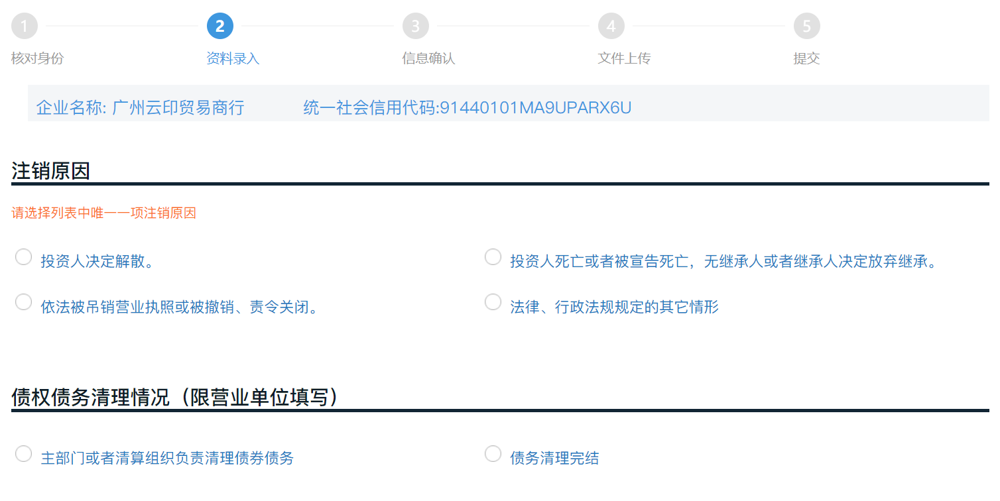 1 2 3 4 5
核对身份 资料录入 信息确认 文件上传 提交
企业名称: 广州云印贸易商行 统一社会信用代码:91440101MA9UPARX6U
注销原因
请选择列表中唯一一项注销原因
投资人决定解散。 投资人死亡或者被宣告死亡，无继承人或者继承人决定放弃继承。
依法被吊销营业执照或被撤销、责令关闭。 法律、行政法规规定的其它情形
债权债务清理情况（限营业单位填写）
主部门或者清算组织负责清理债券债务 债务清理完结